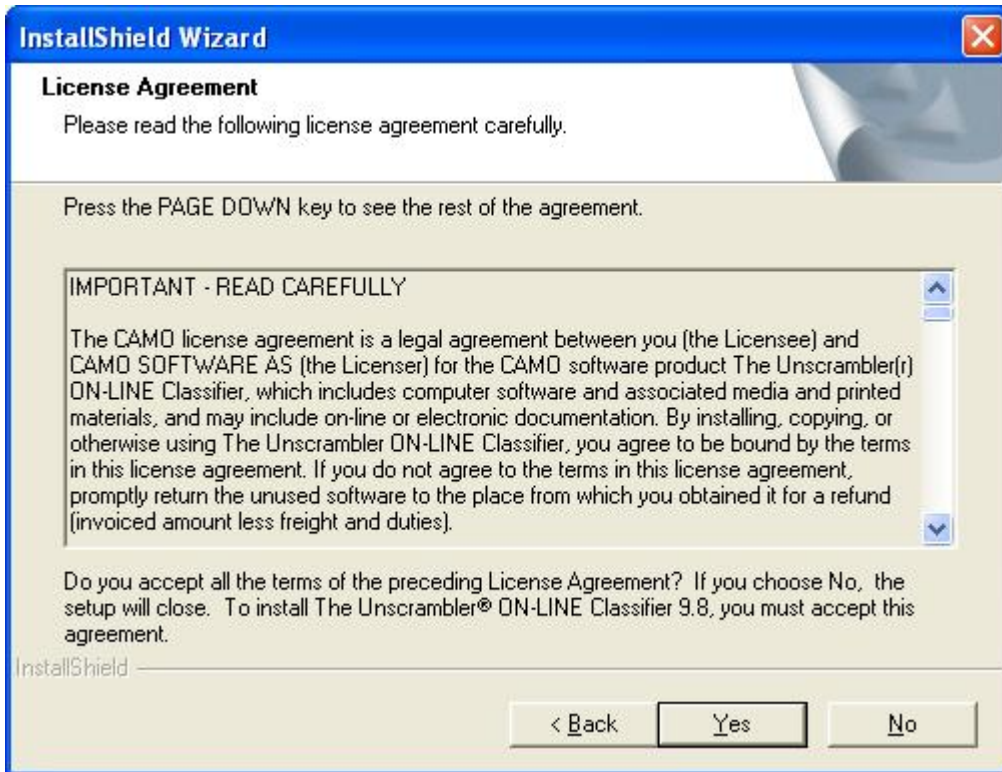 InstallShield Wizard
License Agreement
Please read the following license agreement carefully.
Press the PAGE DOWN key to see the rest of the agreement.
IMPORTANT - READ CAREFULLY
The CAMO license agreement is a legal agreement between you (the Licensee) and
CAMO SOFTWARE AS (the Licenser) for the CAMO software product The Unscrambler(r)
ON-LINE Classifier, which includes computer software and associated media and printed
materials, and may include on-line or electronic documentation. By installing, copying, or
otherwise using The Unscrambler ON-LINE Classifier, you agree to be bound by the terms
in this license agreement. If you do not agree to the terms in this license agreement,
promptly return the unused software to the place from which you obtained it for a refund
(invoiced amount less freight and duties).
Do you accept all the terms of the preceding License Agreement?  If you choose No,  the
setup will close.  To install The Unscrambler® ON-LINE Classifier 9.8, you must accept this
agreement.
InstallShield
< Back Yes No